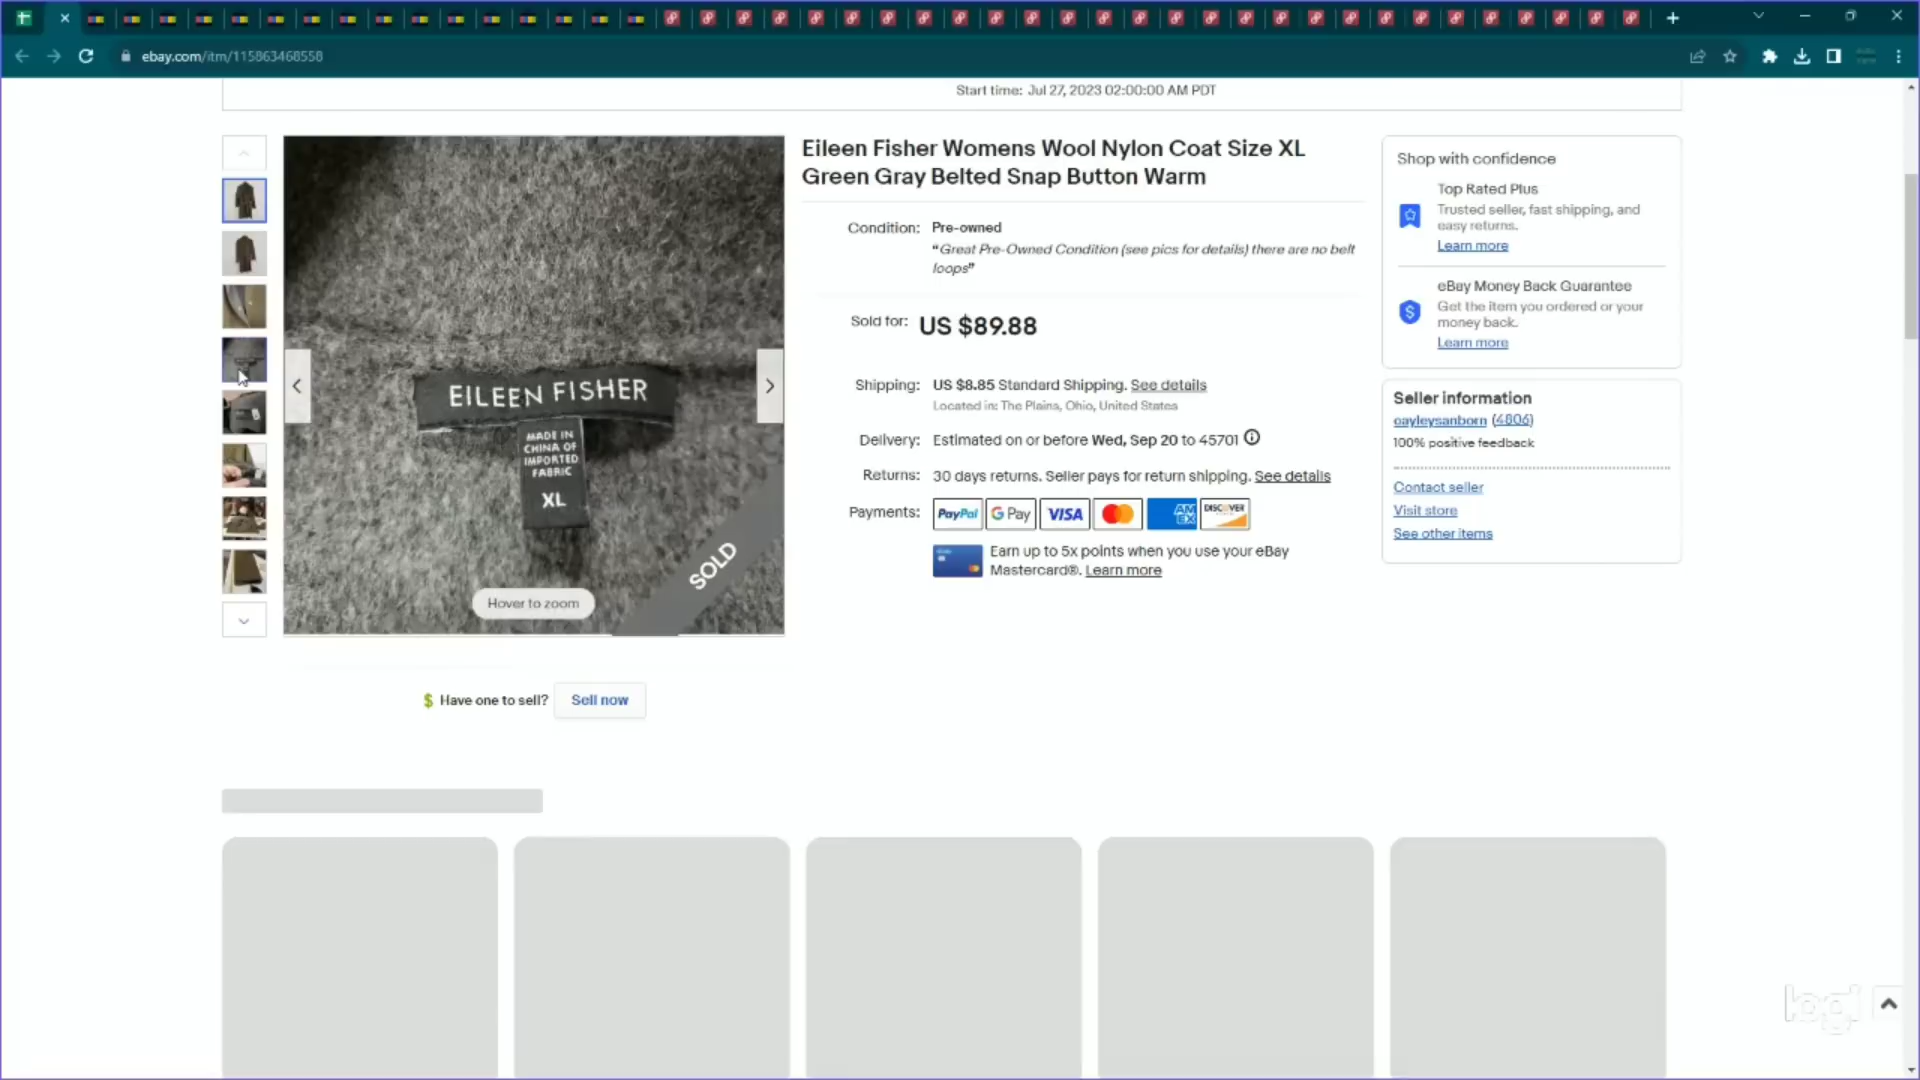 ebay.com/itm/115863468558
Start time: Jul 27, 2023 02:00:00 AM PDT
Eileen Fisher Womens Wool Nylon Coat Size XL
Green Gray Belted Snap Button Warm
Condition: Pre-owned
“Great Pre-Owned Condition (see pics for details) there are no belt
loops”
Sold for: US $89.88
Shipping: US $8.85 Standard Shipping. See details
Located in: The Plains, Ohio, United States
Delivery: Estimated on or before Wed, Sep 20 to 45701
Returns: 30 days returns. Seller pays for return shipping. See details
Payments: PayPal G Pay VISA AM EX DISCOVER
Earn up to 5x points when you use your eBay
Mastercard®. Learn more
EILEEN FISHER
MADE IN
CHINA OF
IMPORTED
FABRIC
XL
SOLD
Hover to zoom
Have one to sell? Sell now
Shop with confidence
Top Rated Plus
Trusted seller, fast shipping, and
easy returns.
Learn more
eBay Money Back Guarantee
Get the item you ordered or your
money back.
Learn more
Seller information
oayleysanborn (4806)
100% positive feedback
Contact seller
Visit store
See other items
logi